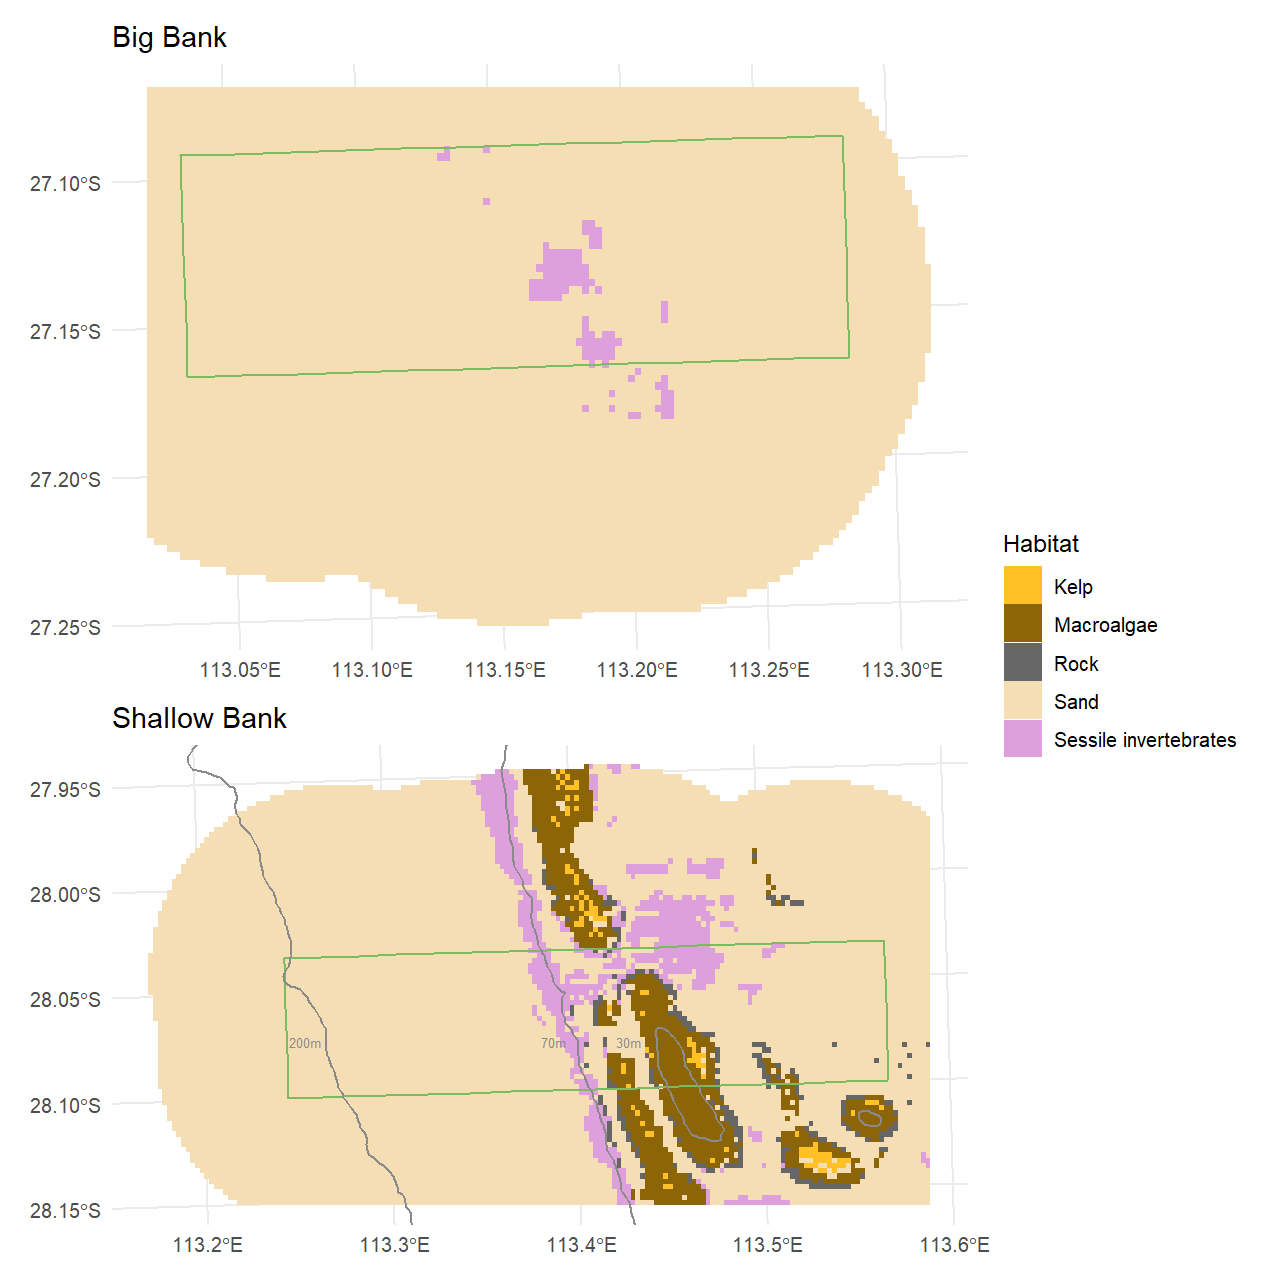 Big Bank
27.10°S
27.15°S
27.20°S
27.25°S
113.05°E 113.10°E 113.15°E 113.20°E 113.25°E 113.30°E
Habitat
Kelp
Macroalgae
Rock
Sand
Sessile invertebrates
Shallow Bank
27.95°S
28.00°S
28.05°S
200m 70m 30m
28.10°S
28.15°S
113.2°E 113.3°E 113.4°E 113.5°E 113.6°E